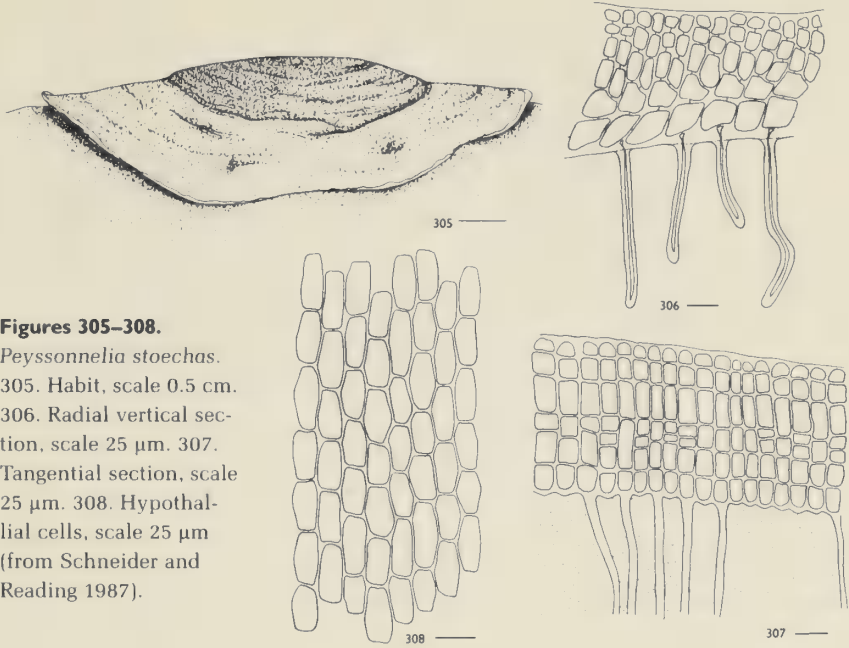 305
306
Figures 305–308.
Peyssonnelia stoechas.
305. Habit, scale 0.5 cm.
306. Radial vertical sec-
tion, scale 25 μm. 307.
Tangential section, scale
25 μm. 308. Hypothal-
lial cells, scale 25 μm
(from Schneider and
Reading 1987).
308
307